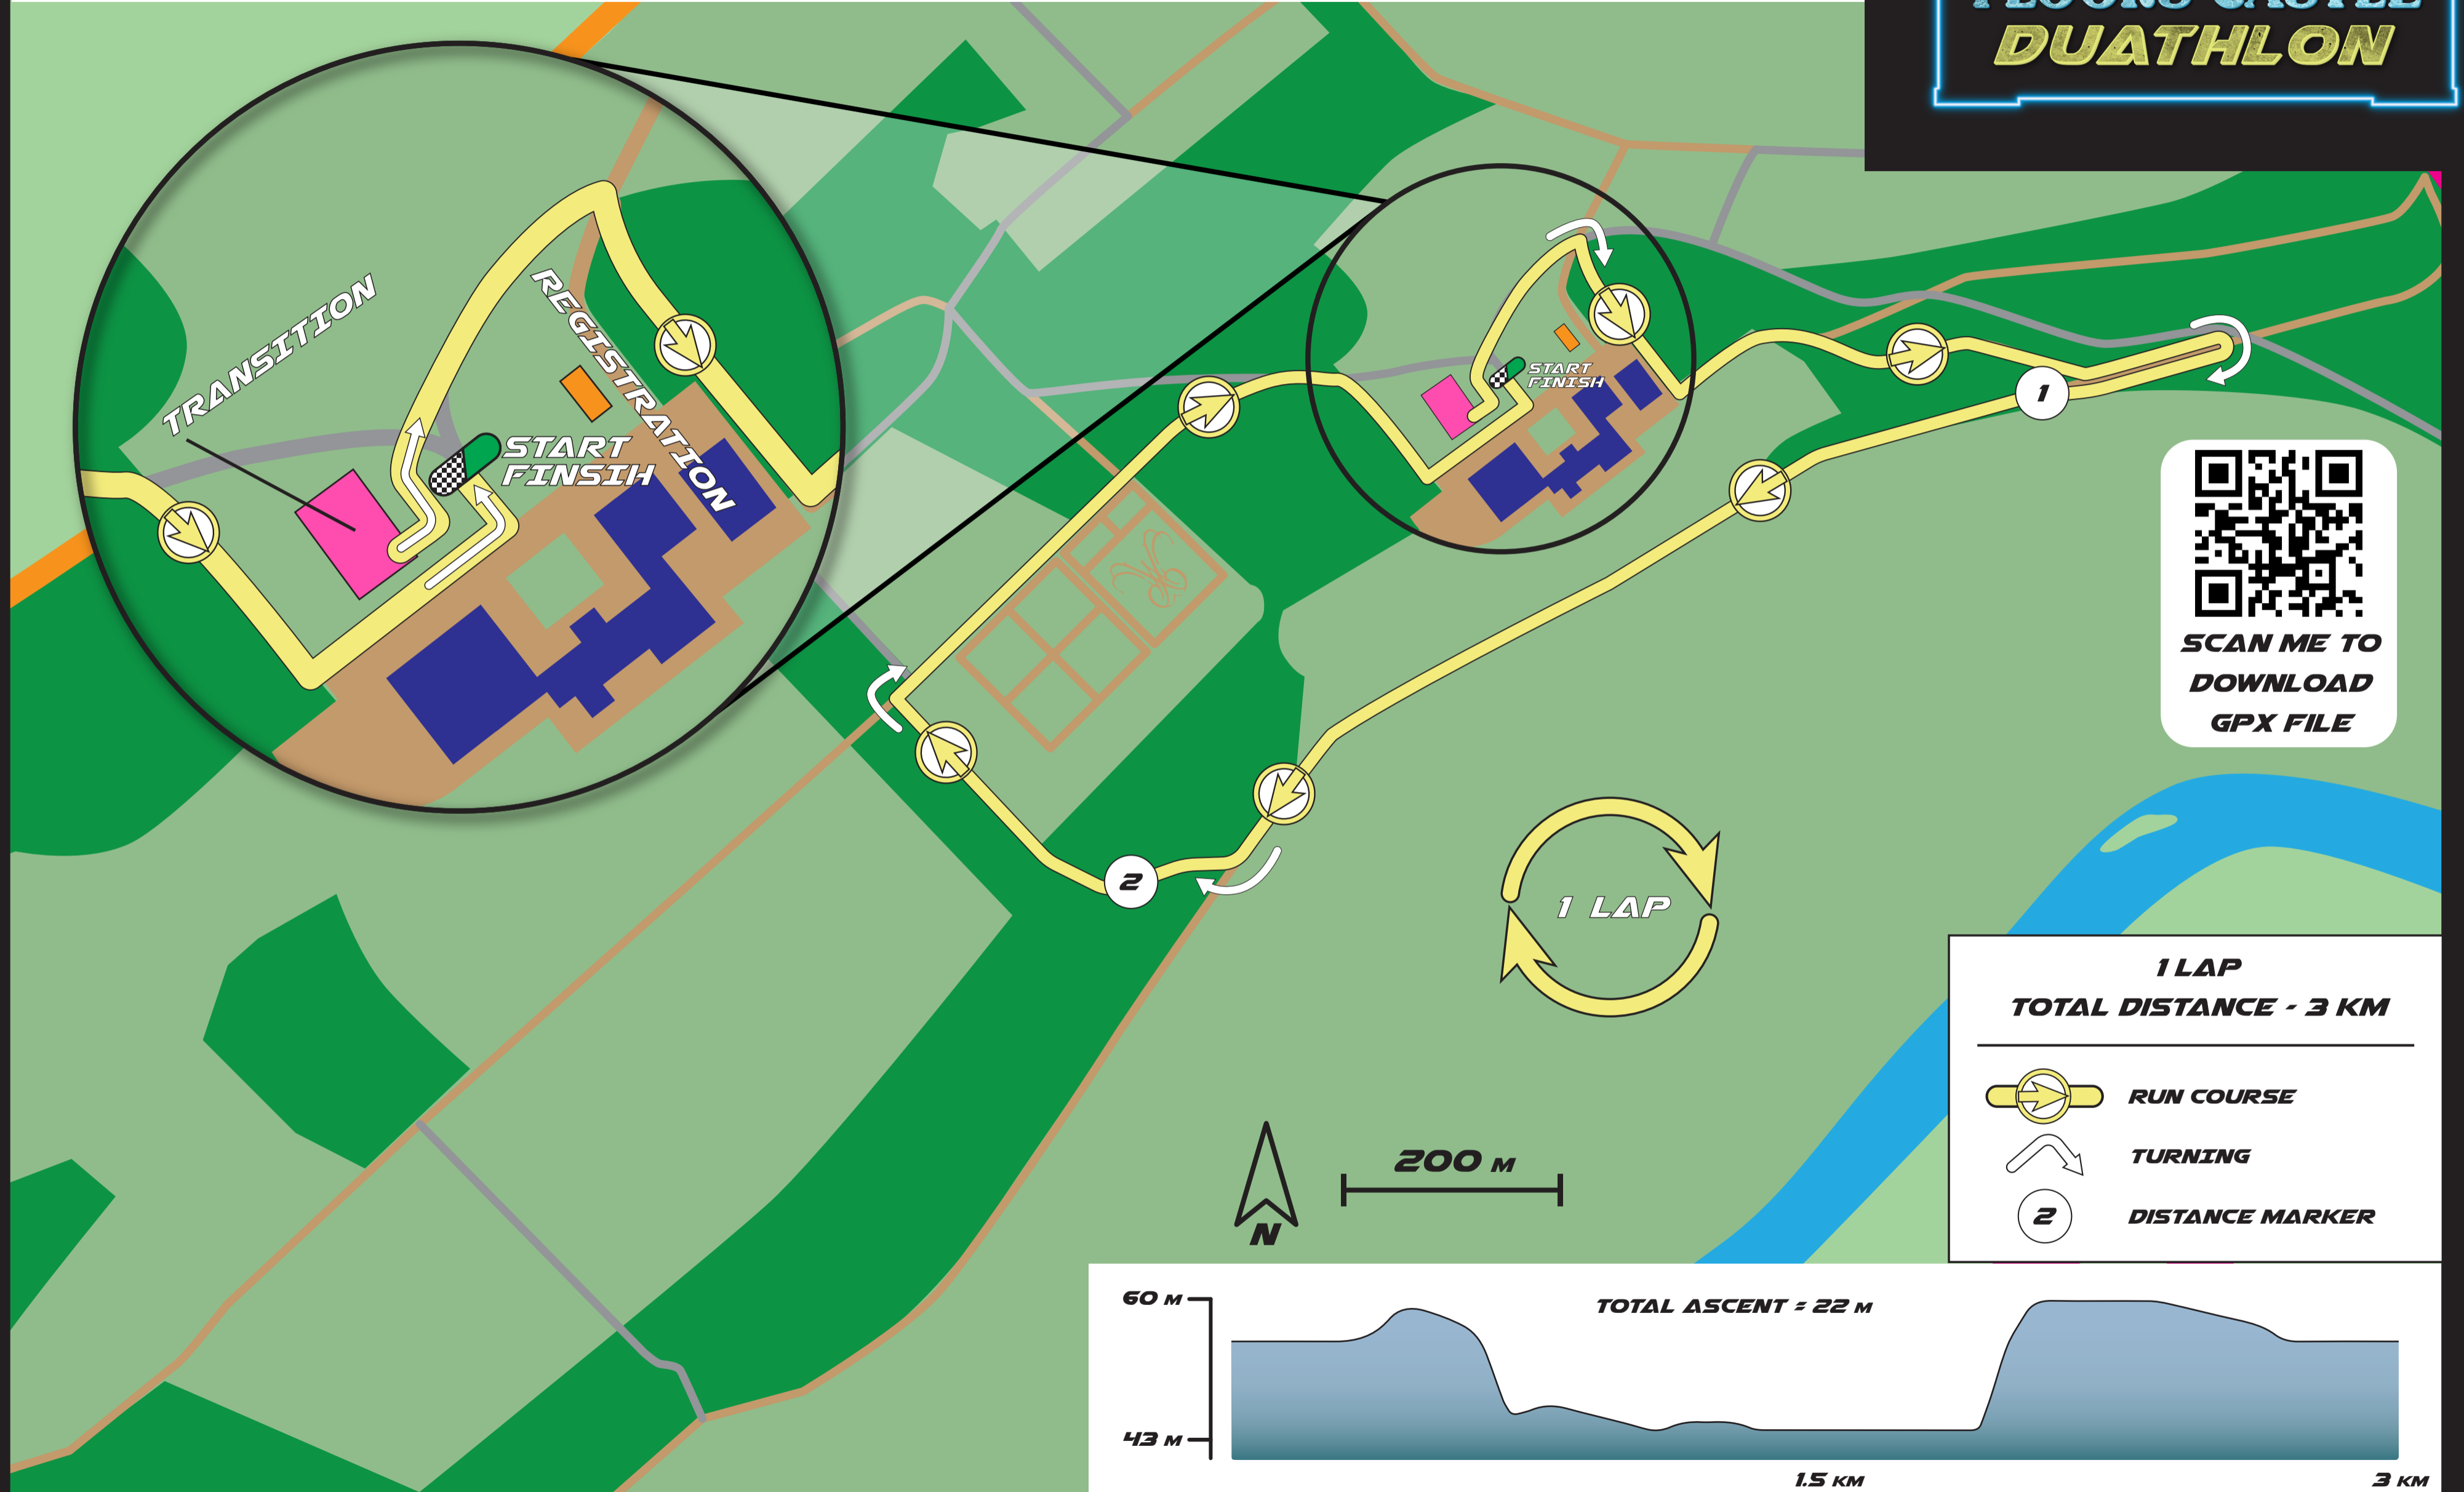 DUATHLON
TRANSITION
REGISTRATION
START
FINSIH
START
FINISH
1
2
SCAN ME TO
DOWNLOAD
GPX FILE
1 LAP
1 LAP
TOTAL DISTANCE - 3 KM
RUN COURSE
TURNING
2
DISTANCE MARKER
200 M
N
60 M
TOTAL ASCENT = 22 M
43 M
1.5 KM
3 KM